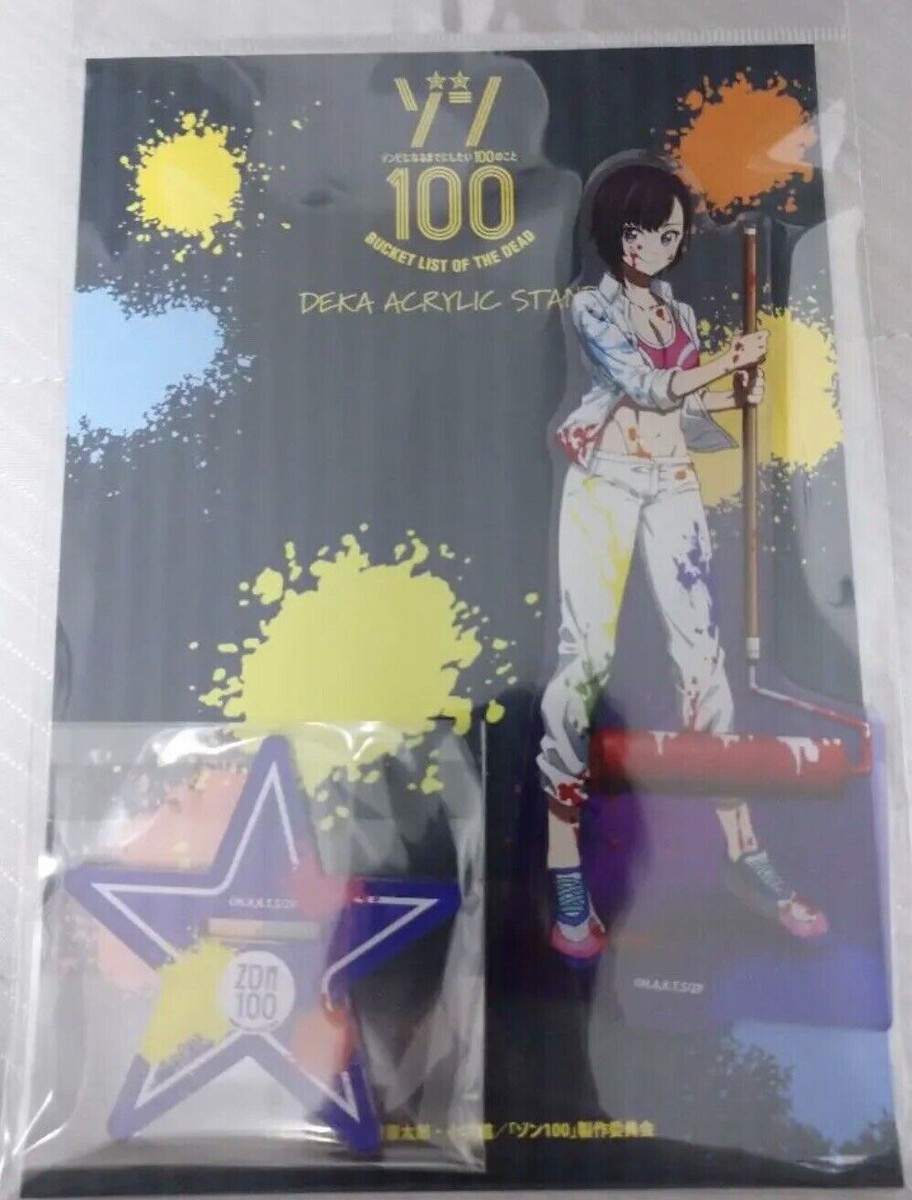 ゾン
ゾンビになるまでにしたい100のこと
100
BUCKET LIST OF THE DEAD
DEKA ACRYLIC STAN
©H,A,K,T,S/ZP
ZON
100
©H,A,K,T,S/ZP
/「ゾン100」製作委員会